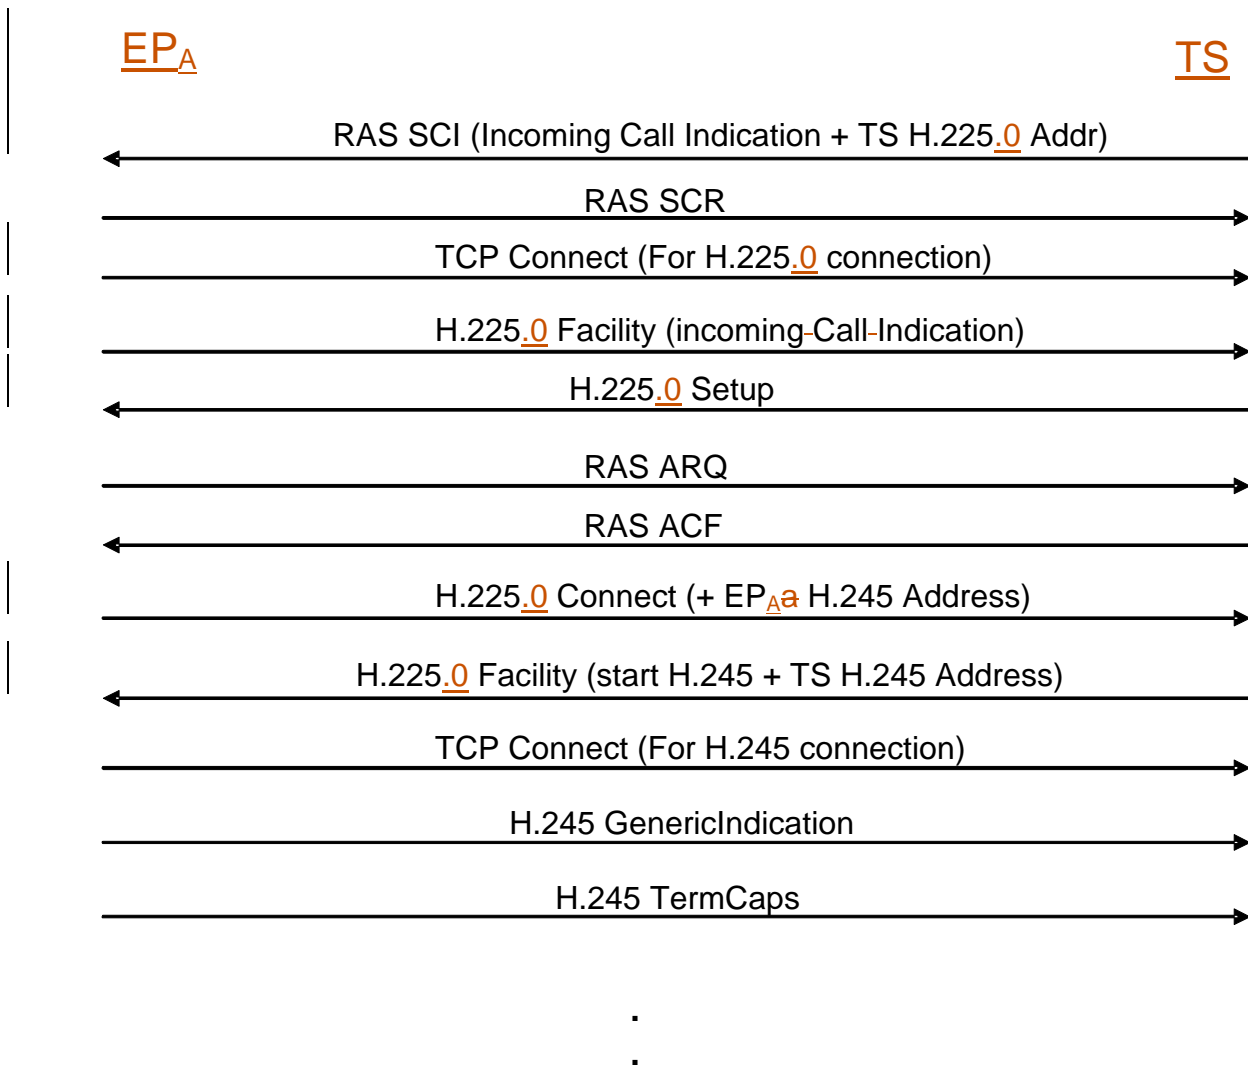 EPA
TS
RAS SCI (Incoming Call Indication + TS H.225.0 Addr)
RAS SCR
TCP Connect (For H.225.0 connection)
H.225.0 Facility (incoming-Call-Indication)
H.225.0 Setup
RAS ARQ
RAS ACF
H.225.0 Connect (+ EPAa H.245 Address)
H.225.0 Facility (start H.245 + TS H.245 Address)
TCP Connect (For H.245 connection)
H.245 GenericIndication
H.245 TermCaps
.
.